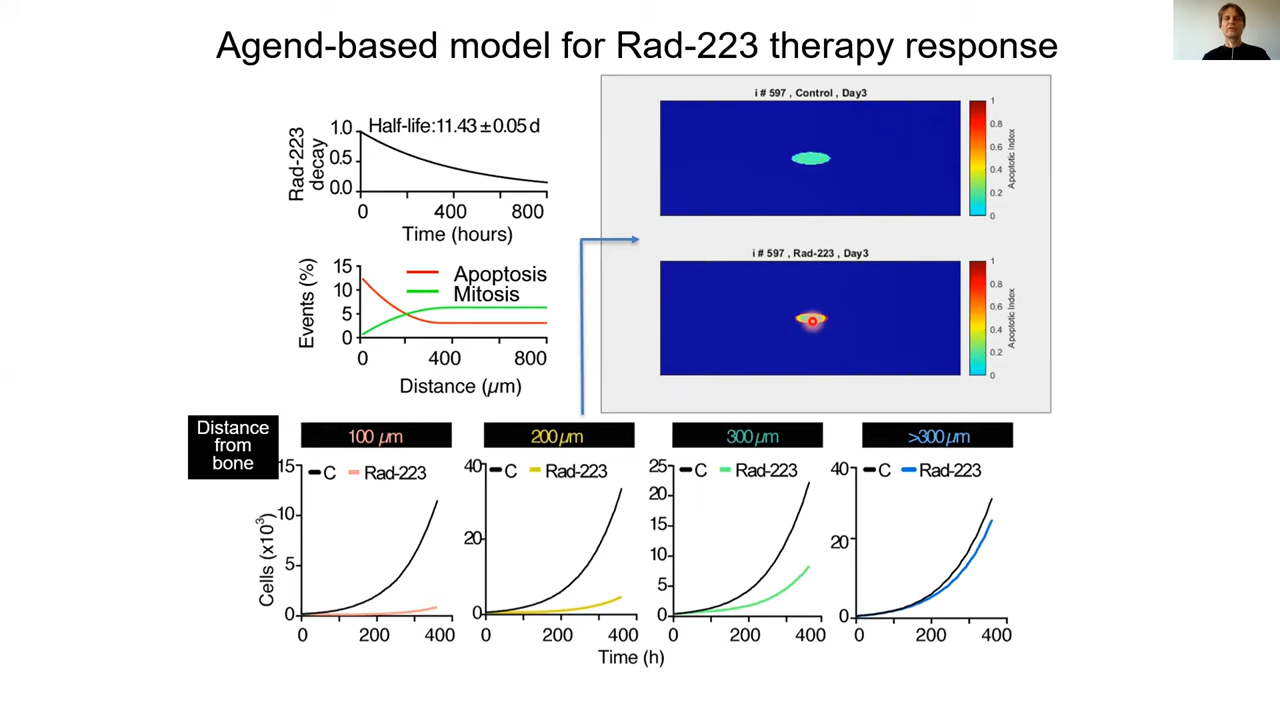 Agend-based model for Rad-223 therapy response
Rad-223
decay
1.0
0.5
0.0
Half-life:11.43±0.05 d
0
400
800
Time (hours)
Events (%)
15
10
5
0
Apoptosis
Mitosis
0
400
800
Distance (µm)
i # 597 , Control , Day3
1
0.8
0.6
0.4
0.2
0
Apoptotic Index
i # 597 , Rad-223 , Day3
1
0.8
0.6
0.4
0.2
0
Apoptotic Index
Distance
from
bone
100 µm
200 µm
300 µm
>300 µm
Cells (x10³)
15
10
5
0
C Rad-223
0
200
400
40
20
0
C Rad-223
0
200
400
25
20
15
10
5
0
C Rad-223
0
200
400
40
20
0
C Rad-223
0
200
400
Time (h)